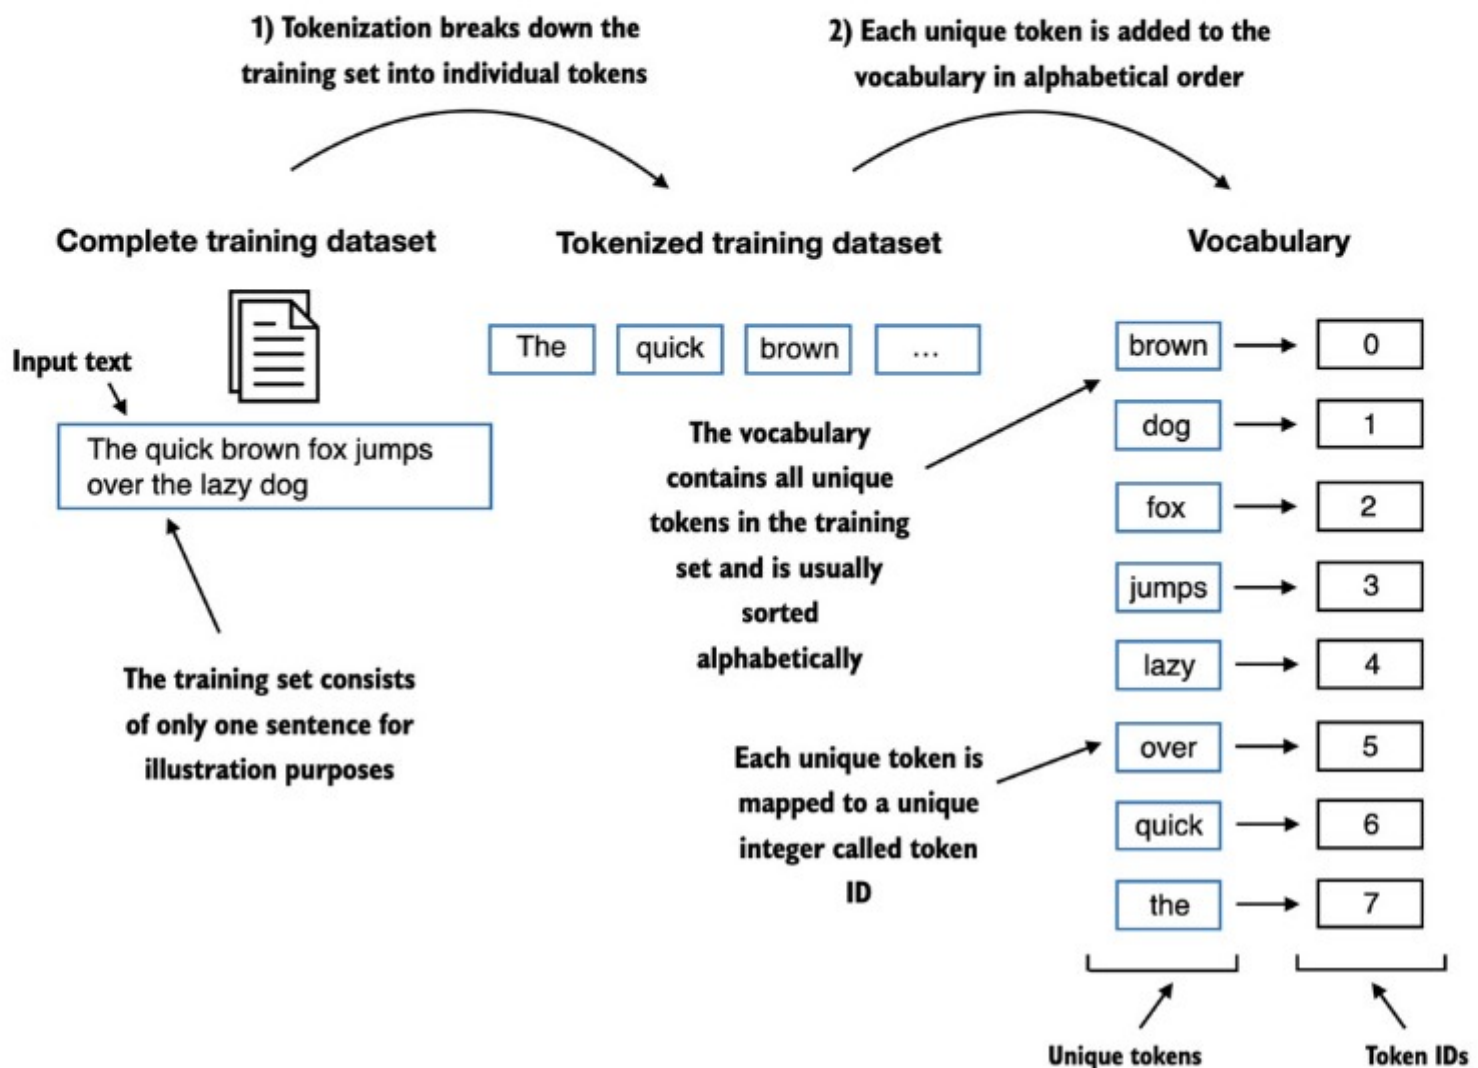 1) Tokenization breaks down the
training set into individual tokens
2) Each unique token is added to the
vocabulary in alphabetical order
Complete training dataset
Tokenized training dataset
Vocabulary
Input text
The quick brown fox jumps
over the lazy dog
The training set consists
of only one sentence for
illustration purposes
The quick brown ...
The vocabulary
contains all unique
tokens in the training
set and is usually
sorted
alphabetically
Each unique token is
mapped to a unique
integer called token
ID
brown 0
dog 1
fox 2
jumps 3
lazy 4
over 5
quick 6
the 7
Unique tokens
Token IDs